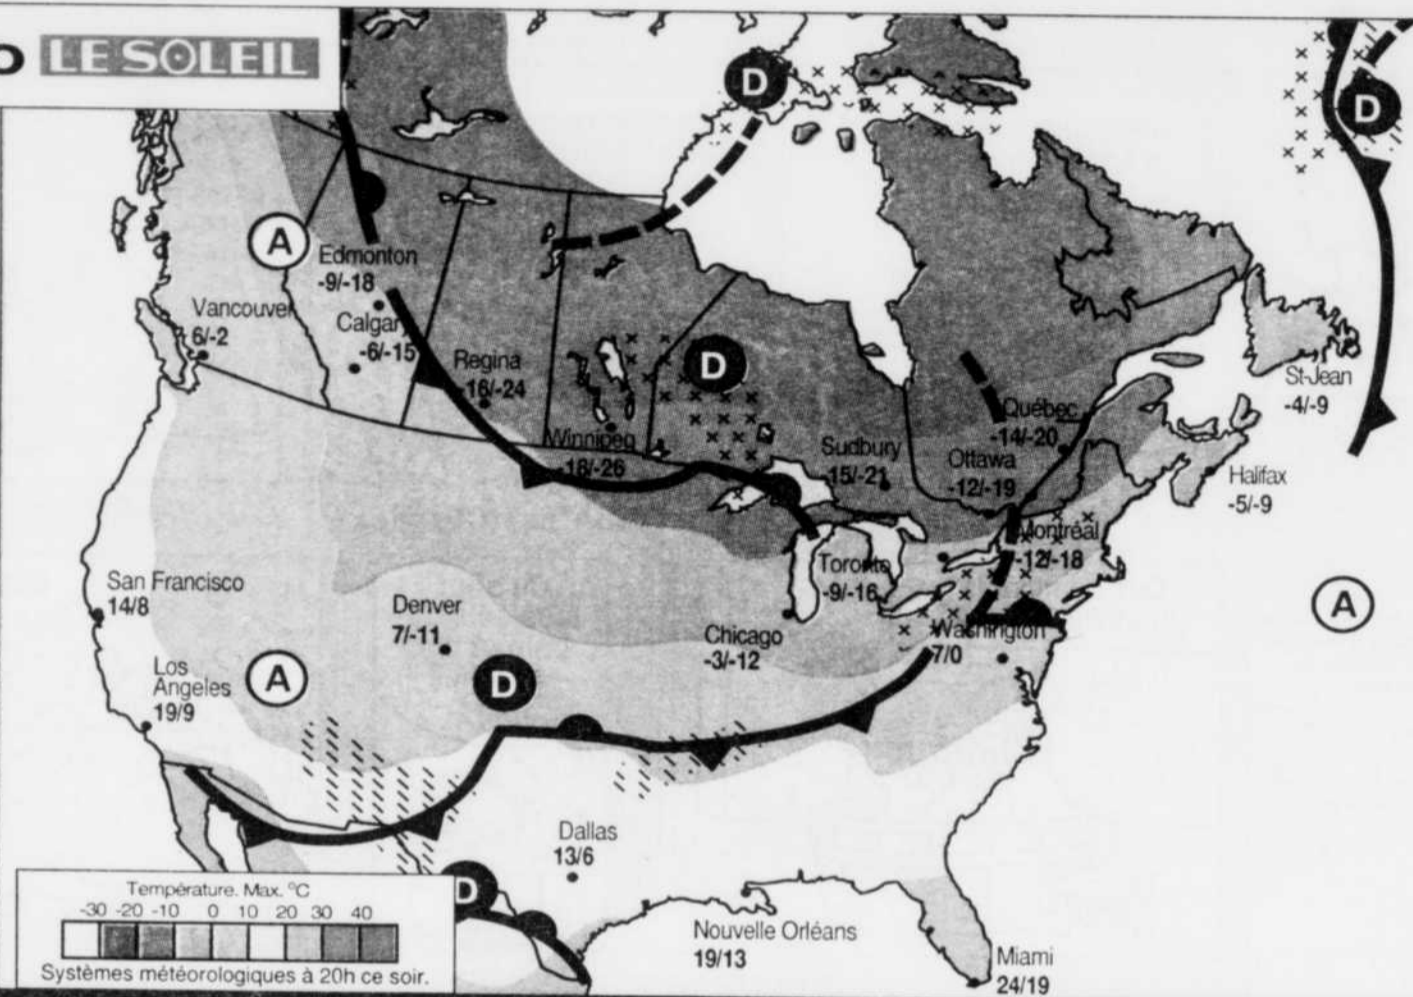 LE SOLEIL
D
D
A
Edmonton
-9/-18
Vancouver
6/-2
Calgary
-6/-15
Regina
-16/-24
D
St-Jean
-4/-9
Québec
-14/-20
Winnipeg
-18/-26
Sudbury
-15/-21
Ottawa
-12/-19
Halifax
-5/-9
Montréal
-12/-18
San Francisco
14/8
Toronto
-9/-16
A
Denver
7/-11
Chicago
-3/-12
Washington
7/0
Los
Angeles
19/9
A
D
Dallas
13/6
D
Température. Max. °C
-30 -20 -10 0 10 20 30 40
Systèmes météorologiques à 20h ce soir.
Nouvelle Orléans
19/13
Miami
24/19